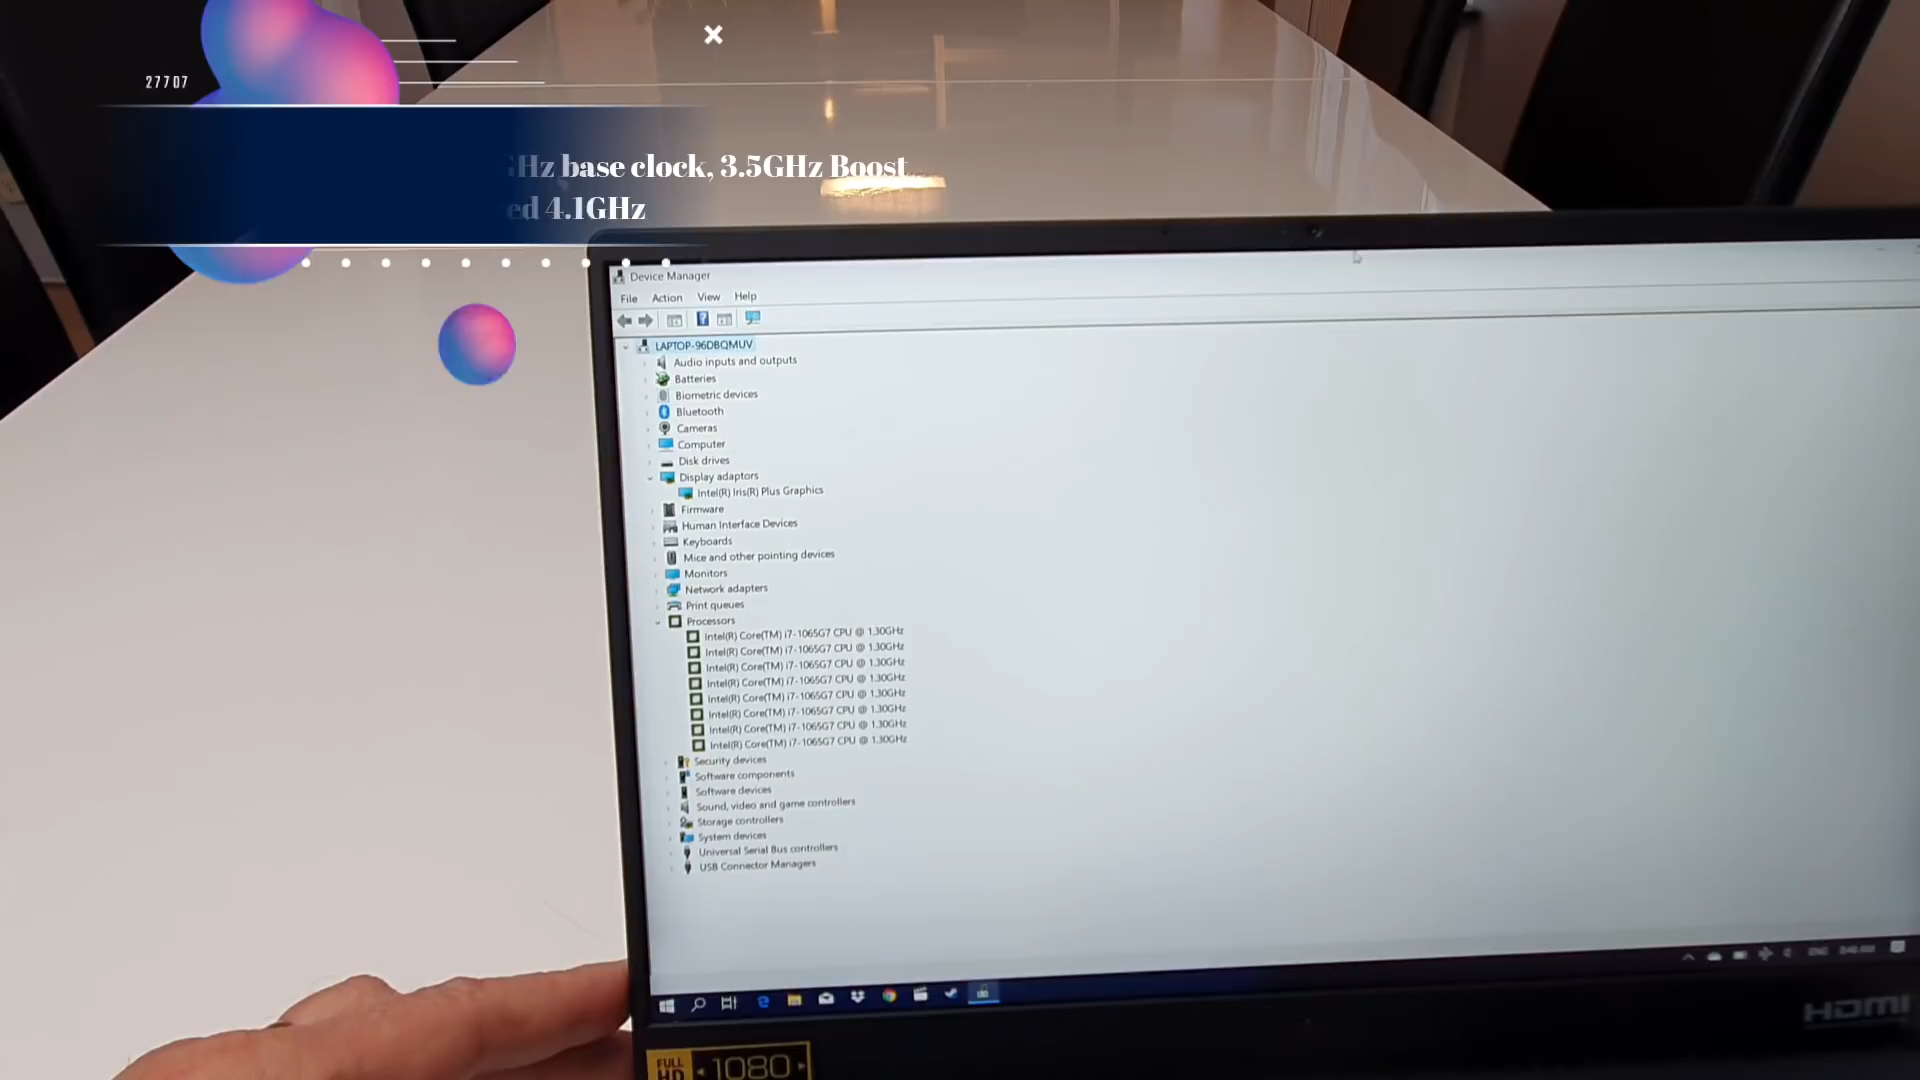 27707
GHz base clock, 3.5GHz Boost
ed 4.1GHz
Device Manager
File Action View Help
LAPTOP-96DBQMUV
Audio inputs and outputs
Batteries
Biometric devices
Bluetooth
Cameras
Computer
Disk drives
Display adaptors
Intel(R) Iris(R) Plus Graphics
Firmware
Human Interface Devices
Keyboards
Mice and other pointing devices
Monitors
Network adapters
Print queues
Processors
Intel(R) Core(TM) i7-1065G7 CPU @ 1.30GHz
Intel(R) Core(TM) i7-1065G7 CPU @ 1.30GHz
Intel(R) Core(TM) i7-1065G7 CPU @ 1.30GHz
Intel(R) Core(TM) i7-1065G7 CPU @ 1.30GHz
Intel(R) Core(TM) i7-1065G7 CPU @ 1.30GHz
Intel(R) Core(TM) i7-1065G7 CPU @ 1.30GHz
Intel(R) Core(TM) i7-1065G7 CPU @ 1.30GHz
Intel(R) Core(TM) i7-1065G7 CPU @ 1.30GHz
Security devices
Software components
Software devices
Sound, video and game controllers
Storage controllers
System devices
Universal Serial Bus controllers
USB Connector Managers
ENG
HDMI
FULL HD 1080